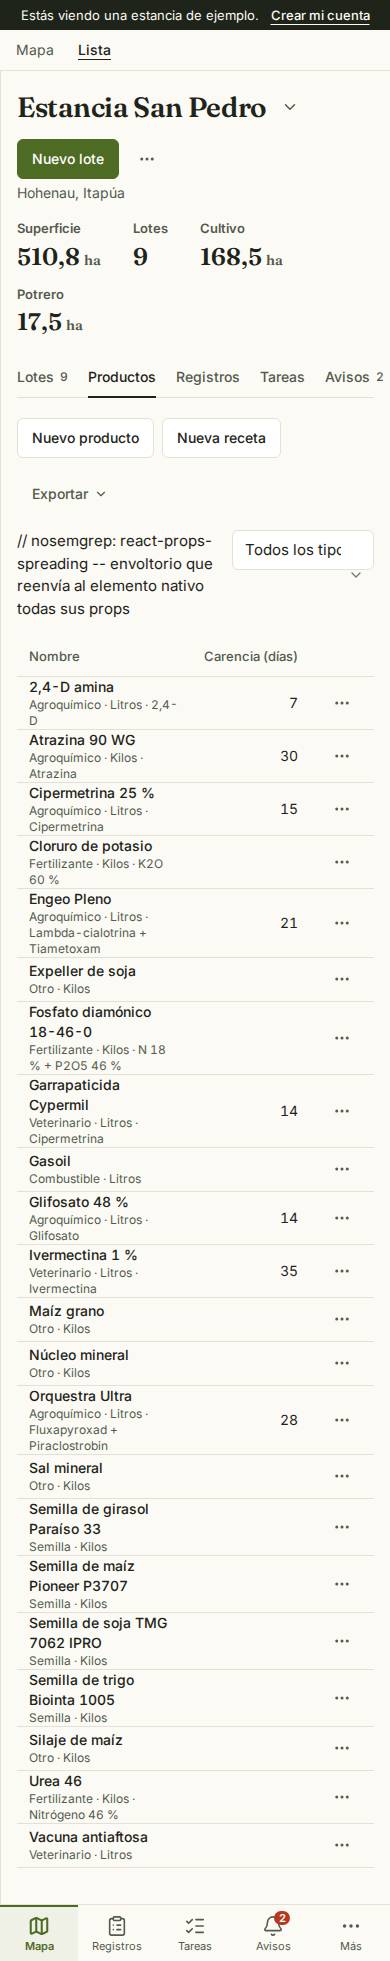 Estás viendo una estancia de ejemplo. Crear mi cuenta
Mapa Lista
Estancia San Pedro
Nuevo lote
Hohenau, Itapúa
Superficie Lotes Cultivo
510,8 ha 9 168,5 ha
Potrero
17,5 ha
Lotes 9 Productos Registros Tareas Avisos 2
Nuevo producto Nueva receta
Exportar
// nosemgrep: react-props-
spreading -- envoltorio que
reenvía al elemento nativo
todas sus props
Todos los tipo
Nombre Carencia (días)
2,4-D amina
Agroquímico · Litros · 2,4-
D
7
Atrazina 90 WG
Agroquímico · Kilos ·
Atrazina
30
Cipermetrina 25 %
Agroquímico · Litros ·
Cipermetrina
15
Cloruro de potasio
Fertilizante · Kilos · K2O
60 %
Engeo Pleno
Agroquímico · Litros ·
Lambda-cialotrina +
Tiametoxam
21
Expeller de soja
Otro · Kilos
Fosfato diamónico
18-46-0
Fertilizante · Kilos · N 18
% + P2O5 46 %
Garrapaticida
Cypermil
Veterinario · Litros ·
Cipermetrina
14
Gasoil
Combustible · Litros
Glifosato 48 %
Agroquímico · Litros ·
Glifosato
14
Ivermectina 1 %
Veterinario · Litros ·
Ivermectina
35
Maíz grano
Otro · Kilos
Núcleo mineral
Otro · Kilos
Orquestra Ultra
Agroquímico · Litros ·
Fluxapyroxad +
Piraclostrobin
28
Sal mineral
Otro · Kilos
Semilla de girasol
Paraíso 33
Semilla · Kilos
Semilla de maíz
Pioneer P3707
Semilla · Kilos
Semilla de soja TMG
7062 IPRO
Semilla · Kilos
Semilla de trigo
Biointa 1005
Semilla · Kilos
Silaje de maíz
Otro · Kilos
Urea 46
Fertilizante · Kilos ·
Nitrógeno 46 %
Vacuna antiaftosa
Veterinario · Litros
2
Mapa Registros Tareas Avisos Más